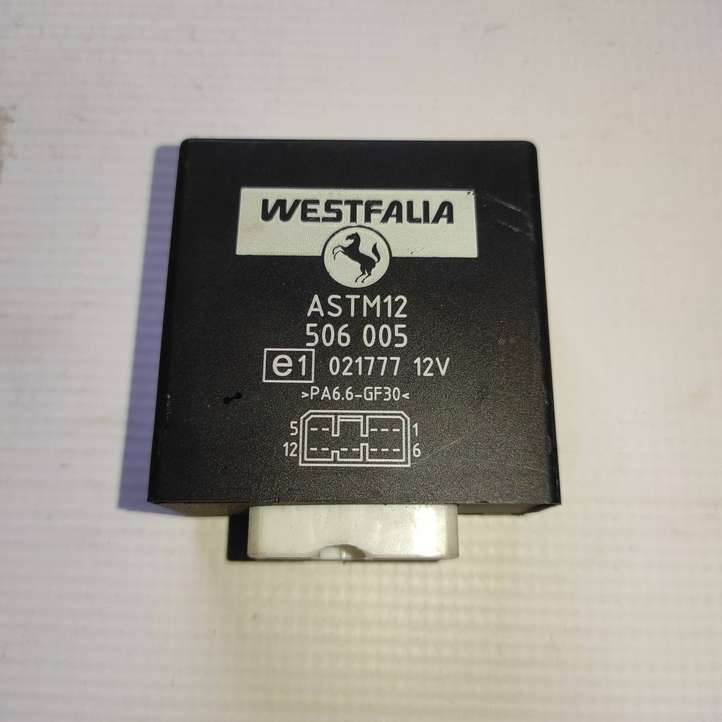 WESTFALIA
ASTM12
506 005
e1 021777 12V
>PA6.6-GF30<
5 1
12 6